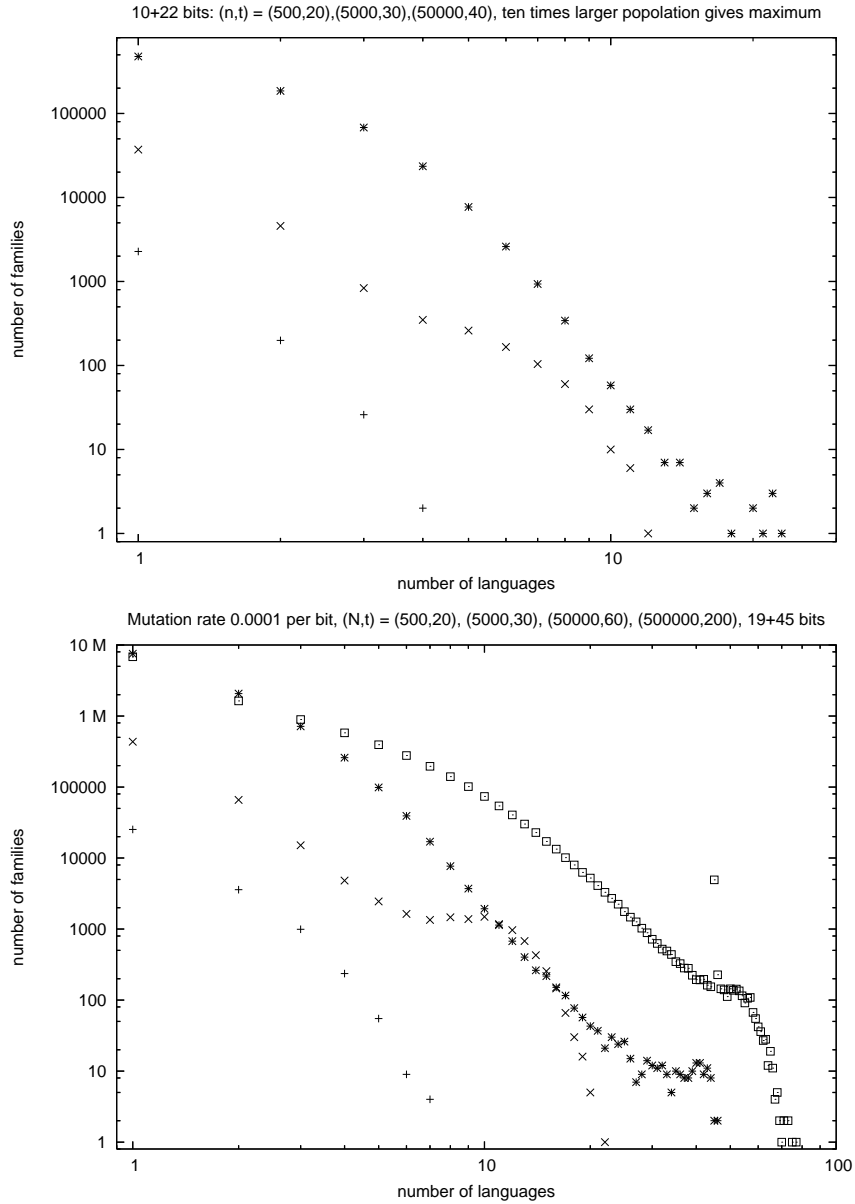 10+22 bits: (n,t) = (500,20),(5000,30),(50000,40), ten times larger popolation gives maximum
100000
10000
1000
100
10
1
number of families
1
10
number of languages
Mutation rate 0.0001 per bit, (N,t) = (500,20), (5000,30), (50000,60), (500000,200), 19+45 bits
10 M
1 M
100000
10000
1000
100
10
1
number of families
1
10
100
number of languages